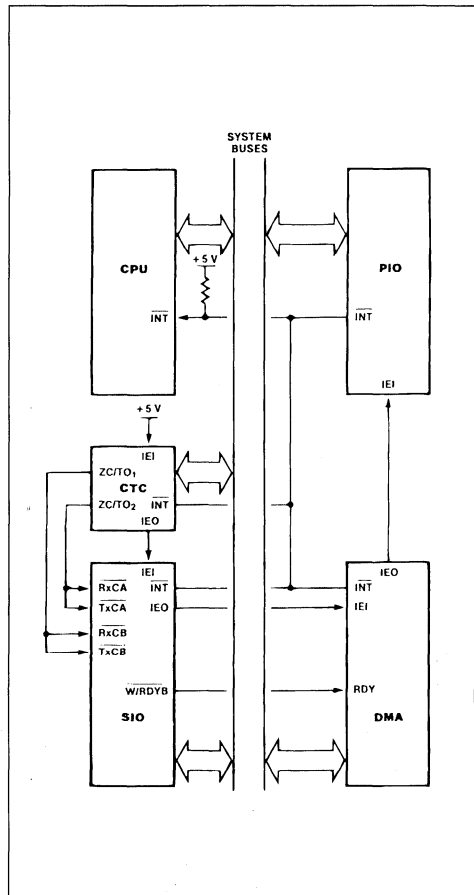 SYSTEM
BUSES
CPU
+5 V
INT
PIO
INT
IEI
+5 V
IEI
ZC/TO1
CTC
ZC/TO2 INT
IEO
IEI
RxCA INT
TxCA IEO
RxCB
TxCB
W/RDYB
SIO
IEO
INT
IEI
RDY
DMA